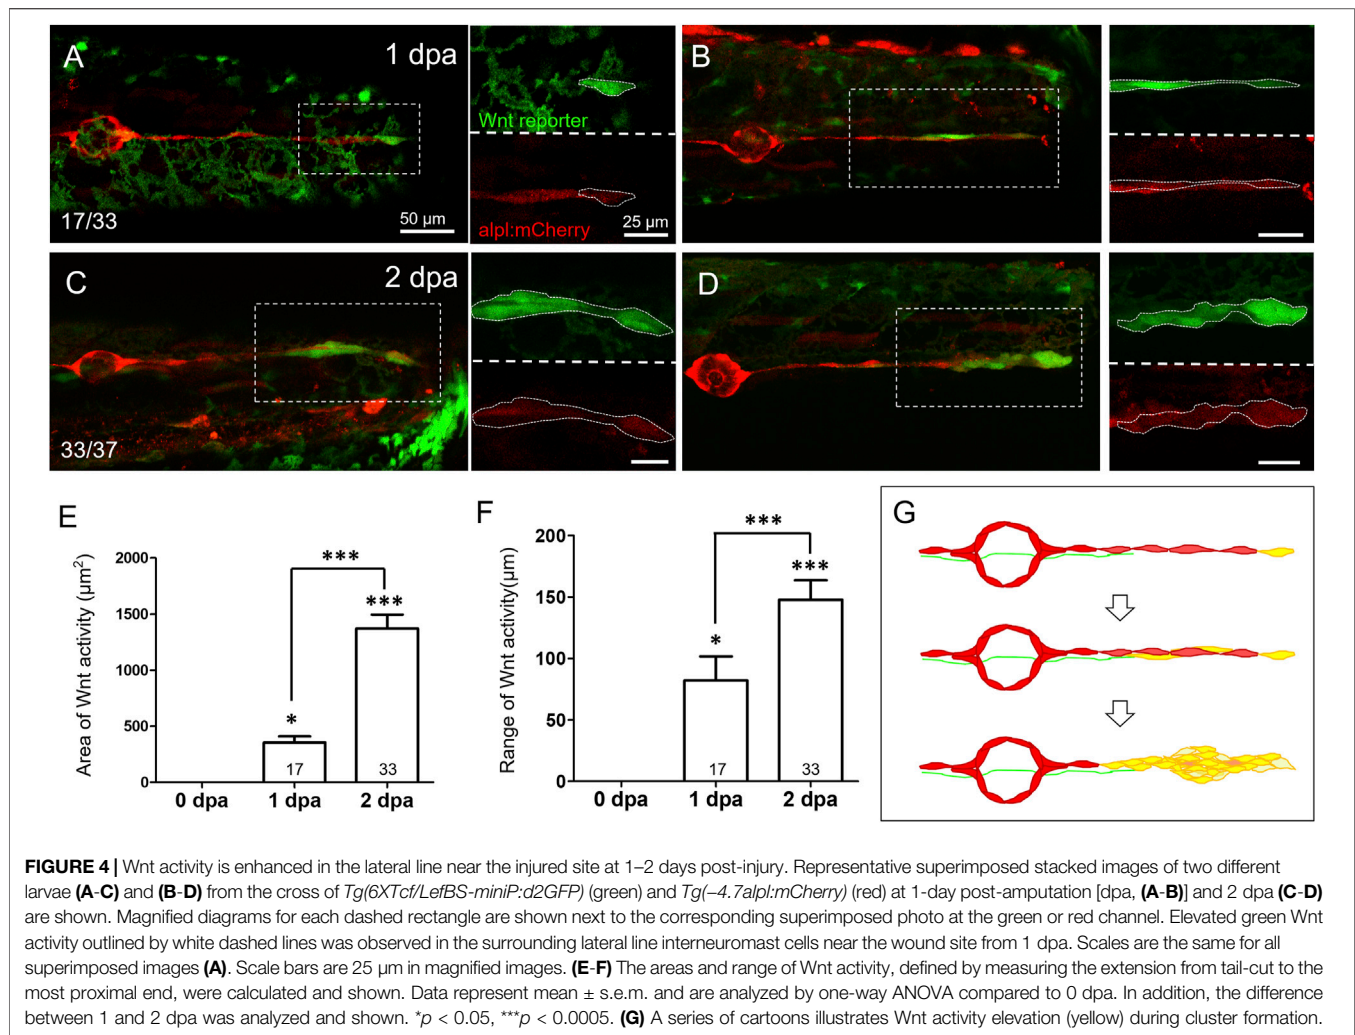 A
1 dpa
Wnt reporter
alpl:mCherry
17/33
50 µm
25 µm
B
C
2 dpa
33/37
D
E
Area of Wnt activity (µm²)
2000
1500
1000
500
0
***
***
*
17
33
0 dpa
1 dpa
2 dpa
F
Range of Wnt activity(µm)
200
150
100
50
0
***
***
*
17
33
0 dpa
1 dpa
2 dpa
G
FIGURE 4 | Wnt activity is enhanced in the lateral line near the injured site at 1–2 days post-injury. Representative superimposed stacked images of two different
larvae (A-C) and (B-D) from the cross of Tg(6XTcf/LefBS-miniP:d2GFP) (green) and Tg(–4.7alpl:mCherry) (red) at 1-day post-amputation [dpa, (A-B)] and 2 dpa (C-D)
are shown. Magnified diagrams for each dashed rectangle are shown next to the corresponding superimposed photo at the green or red channel. Elevated green Wnt
activity outlined by white dashed lines was observed in the surrounding lateral line interneuromast cells near the wound site from 1 dpa. Scales are the same for all
superimposed images (A). Scale bars are 25 µm in magnified images. (E-F) The areas and range of Wnt activity, defined by measuring the extension from tail-cut to the
most proximal end, were calculated and shown. Data represent mean ± s.e.m. and are analyzed by one-way ANOVA compared to 0 dpa. In addition, the difference
between 1 and 2 dpa was analyzed and shown. *p < 0.05, ***p < 0.0005. (G) A series of cartoons illustrates Wnt activity elevation (yellow) during cluster formation.